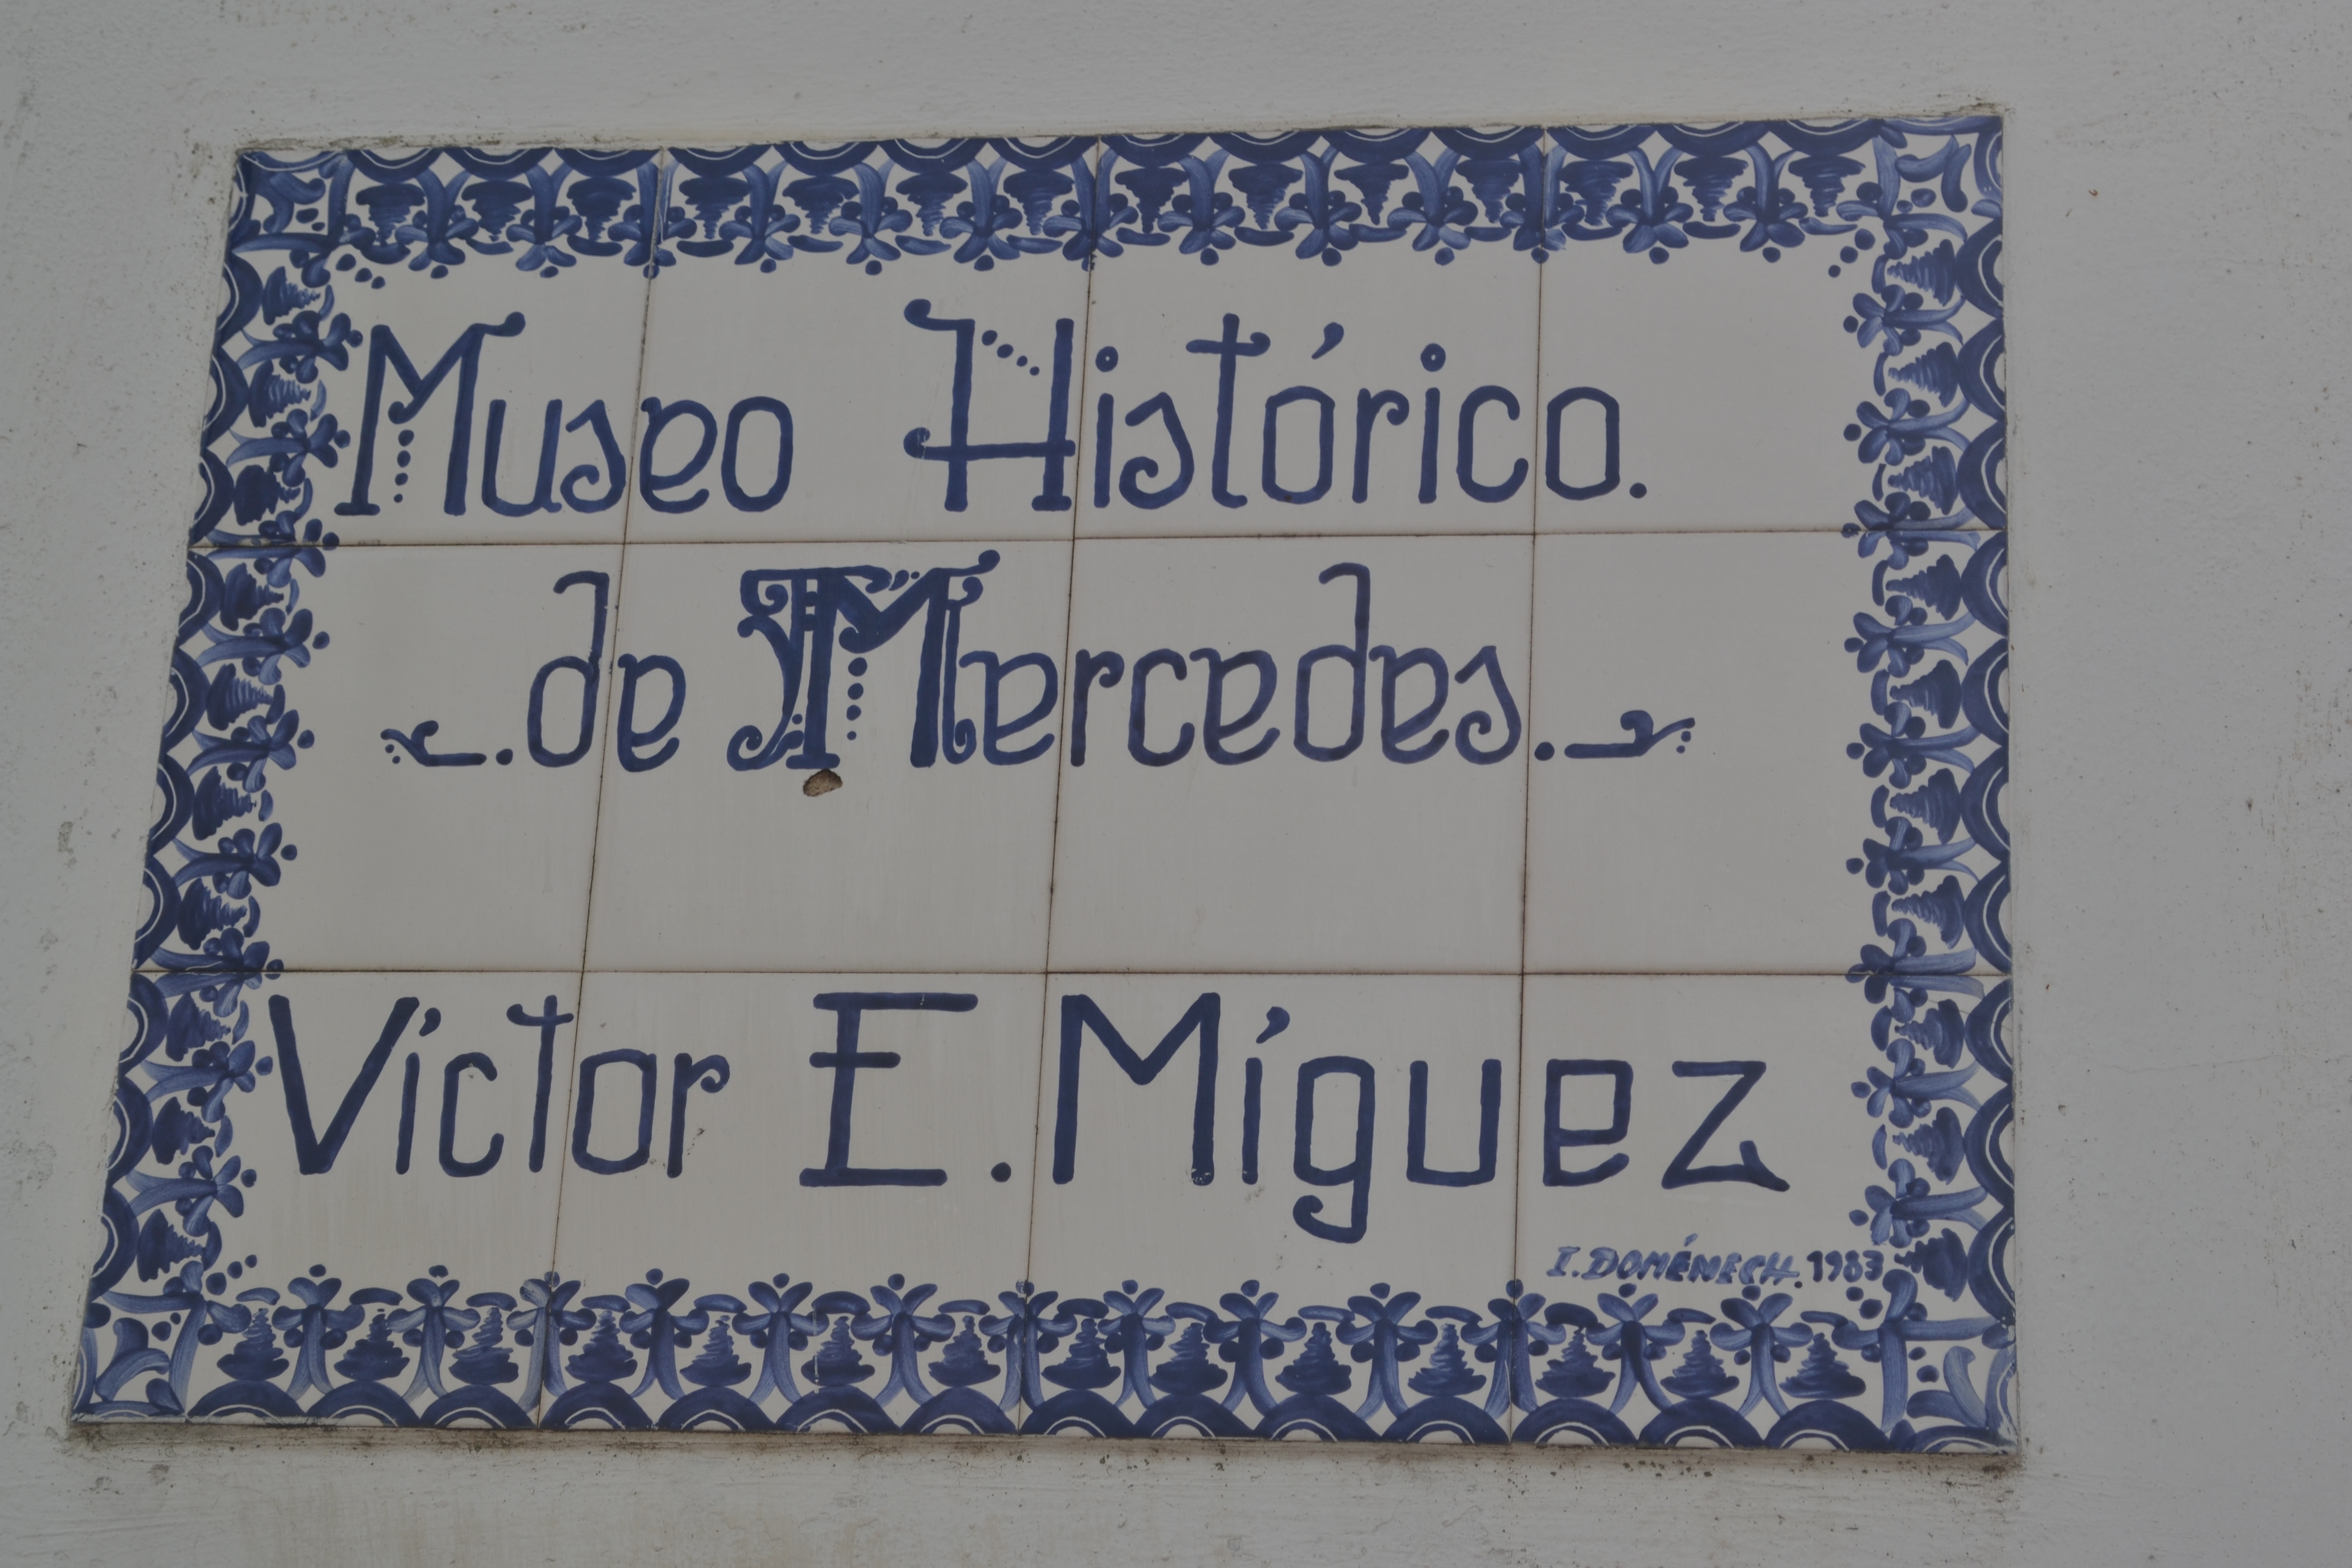 Museo Histórico.
.de Mercedes.
Víctor E. Míguez
I. DOMÉNECH. 1983